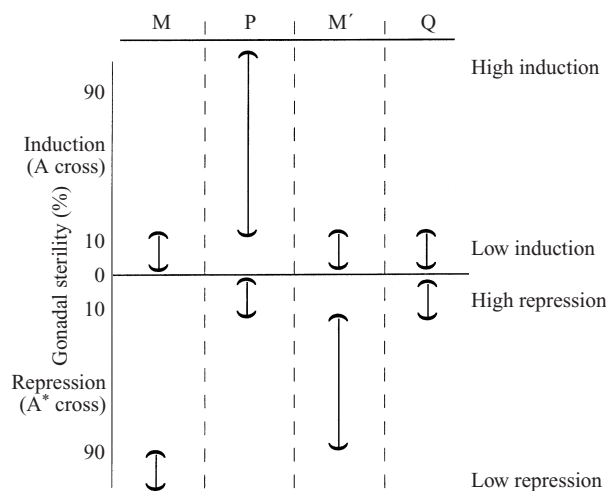 M P M´ Q
High induction
90
Induction
(A cross)
Gonadal sterility (%)
10
Low induction
0
10
High repression
Repression
(A* cross)
90
Low repression